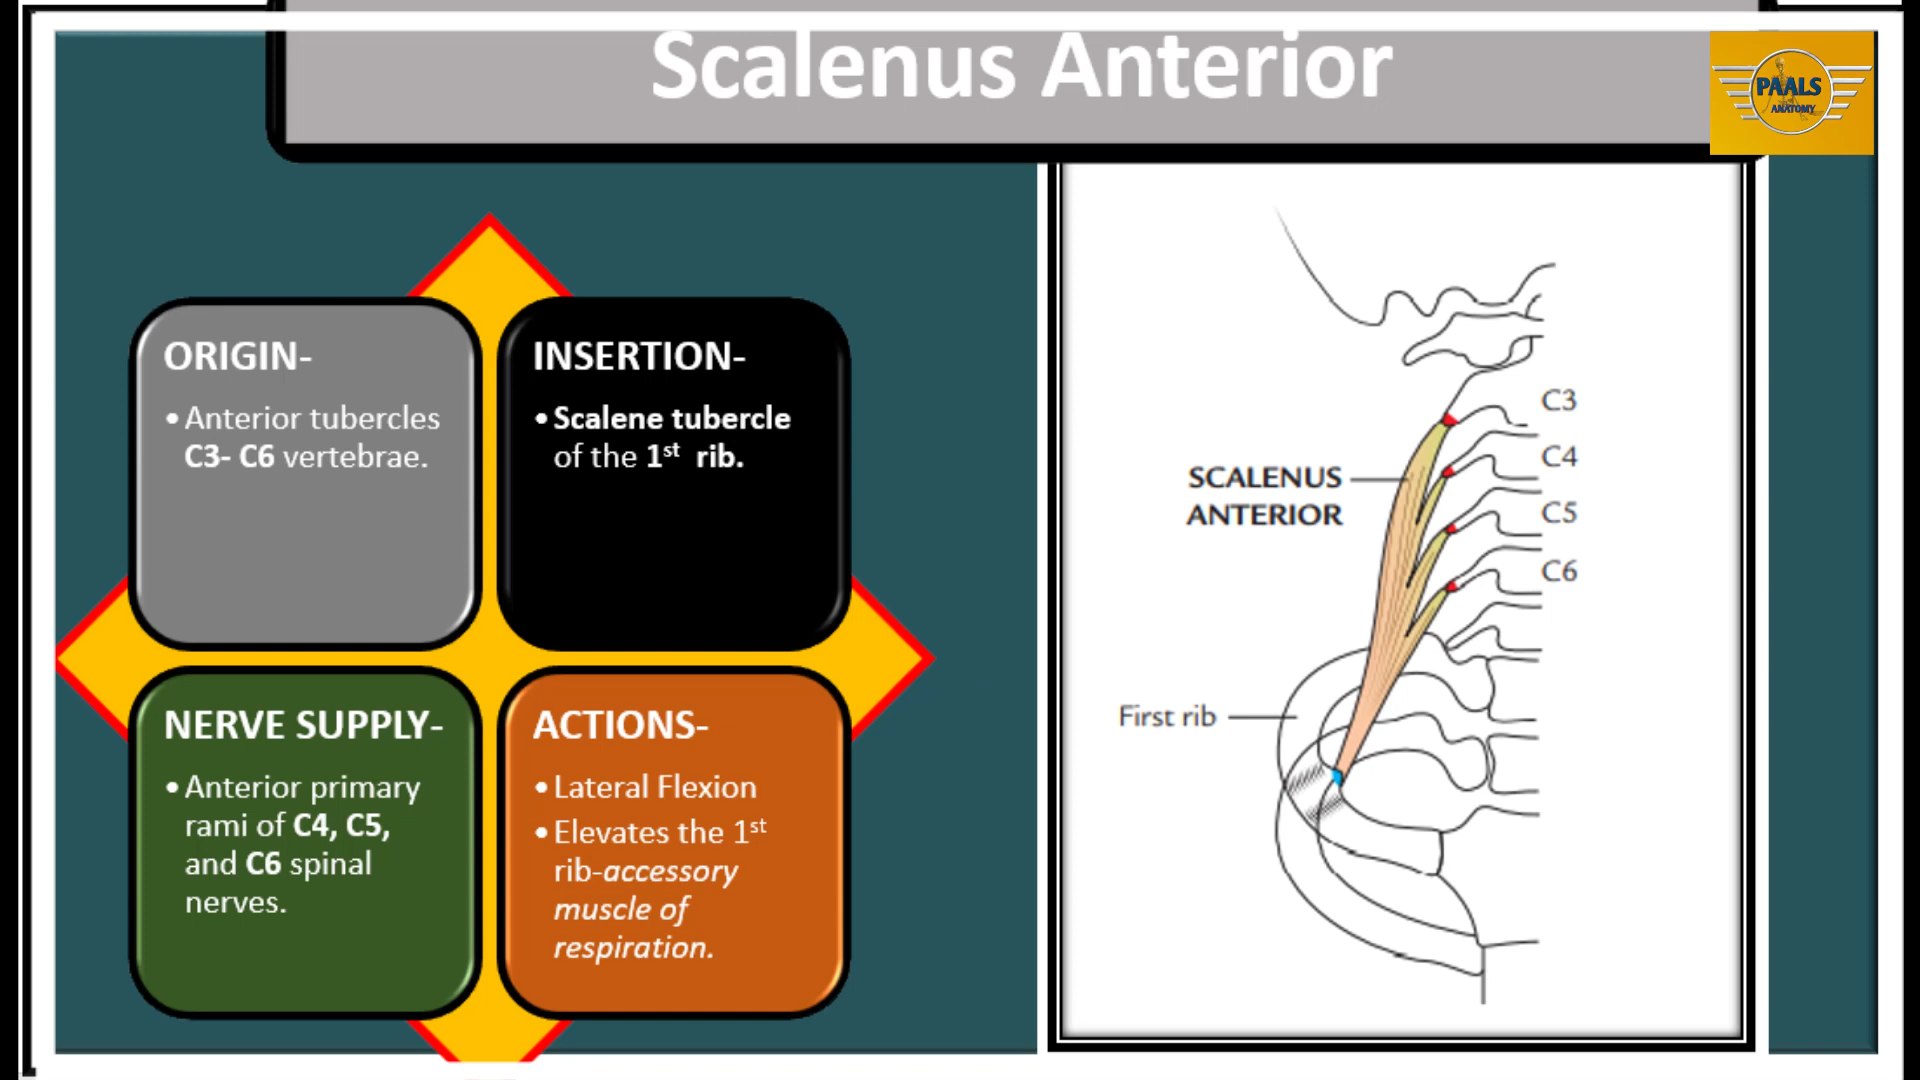 Scalenus Anterior
PAALS
ANATOMY
ORIGIN-
• Anterior tubercles
C3- C6 vertebrae.
INSERTION-
• Scalene tubercle
of the 1st rib.
NERVE SUPPLY-
• Anterior primary
rami of C4, C5,
and C6 spinal
nerves.
ACTIONS-
• Lateral Flexion
• Elevates the 1st
rib-accessory
muscle of
respiration.
C3
C4
SCALENUS
ANTERIOR
C5
C6
First rib